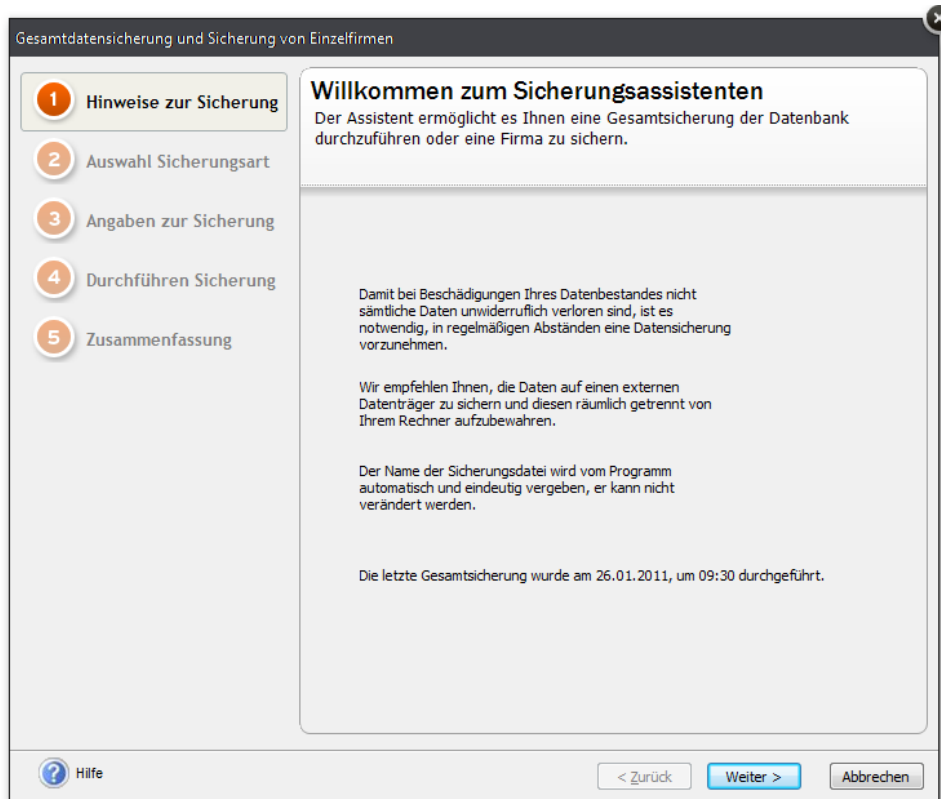 Gesamtdatensicherung und Sicherung von Einzelfirmen
1 Hinweise zur Sicherung
2 Auswahl Sicherungsart
3 Angaben zur Sicherung
4 Durchführen Sicherung
5 Zusammenfassung
Willkommen zum Sicherungsassistenten
Der Assistent ermöglicht es Ihnen eine Gesamtsicherung der Datenbank
durchzuführen oder eine Firma zu sichern.
Damit bei Beschädigungen Ihres Datenbestandes nicht
sämtliche Daten unwiderruflich verloren sind, ist es
notwendig, in regelmäßigen Abständen eine Datensicherung
vorzunehmen.
Wir empfehlen Ihnen, die Daten auf einen externen
Datenträger zu sichern und diesen räumlich getrennt von
Ihrem Rechner aufzubewahren.
Der Name der Sicherungsdatei wird vom Programm
automatisch und eindeutig vergeben, er kann nicht
verändert werden.
Die letzte Gesamtsicherung wurde am 26.01.2011, um 09:30 durchgeführt.
? Hilfe
< Zurück
Weiter >
Abbrechen